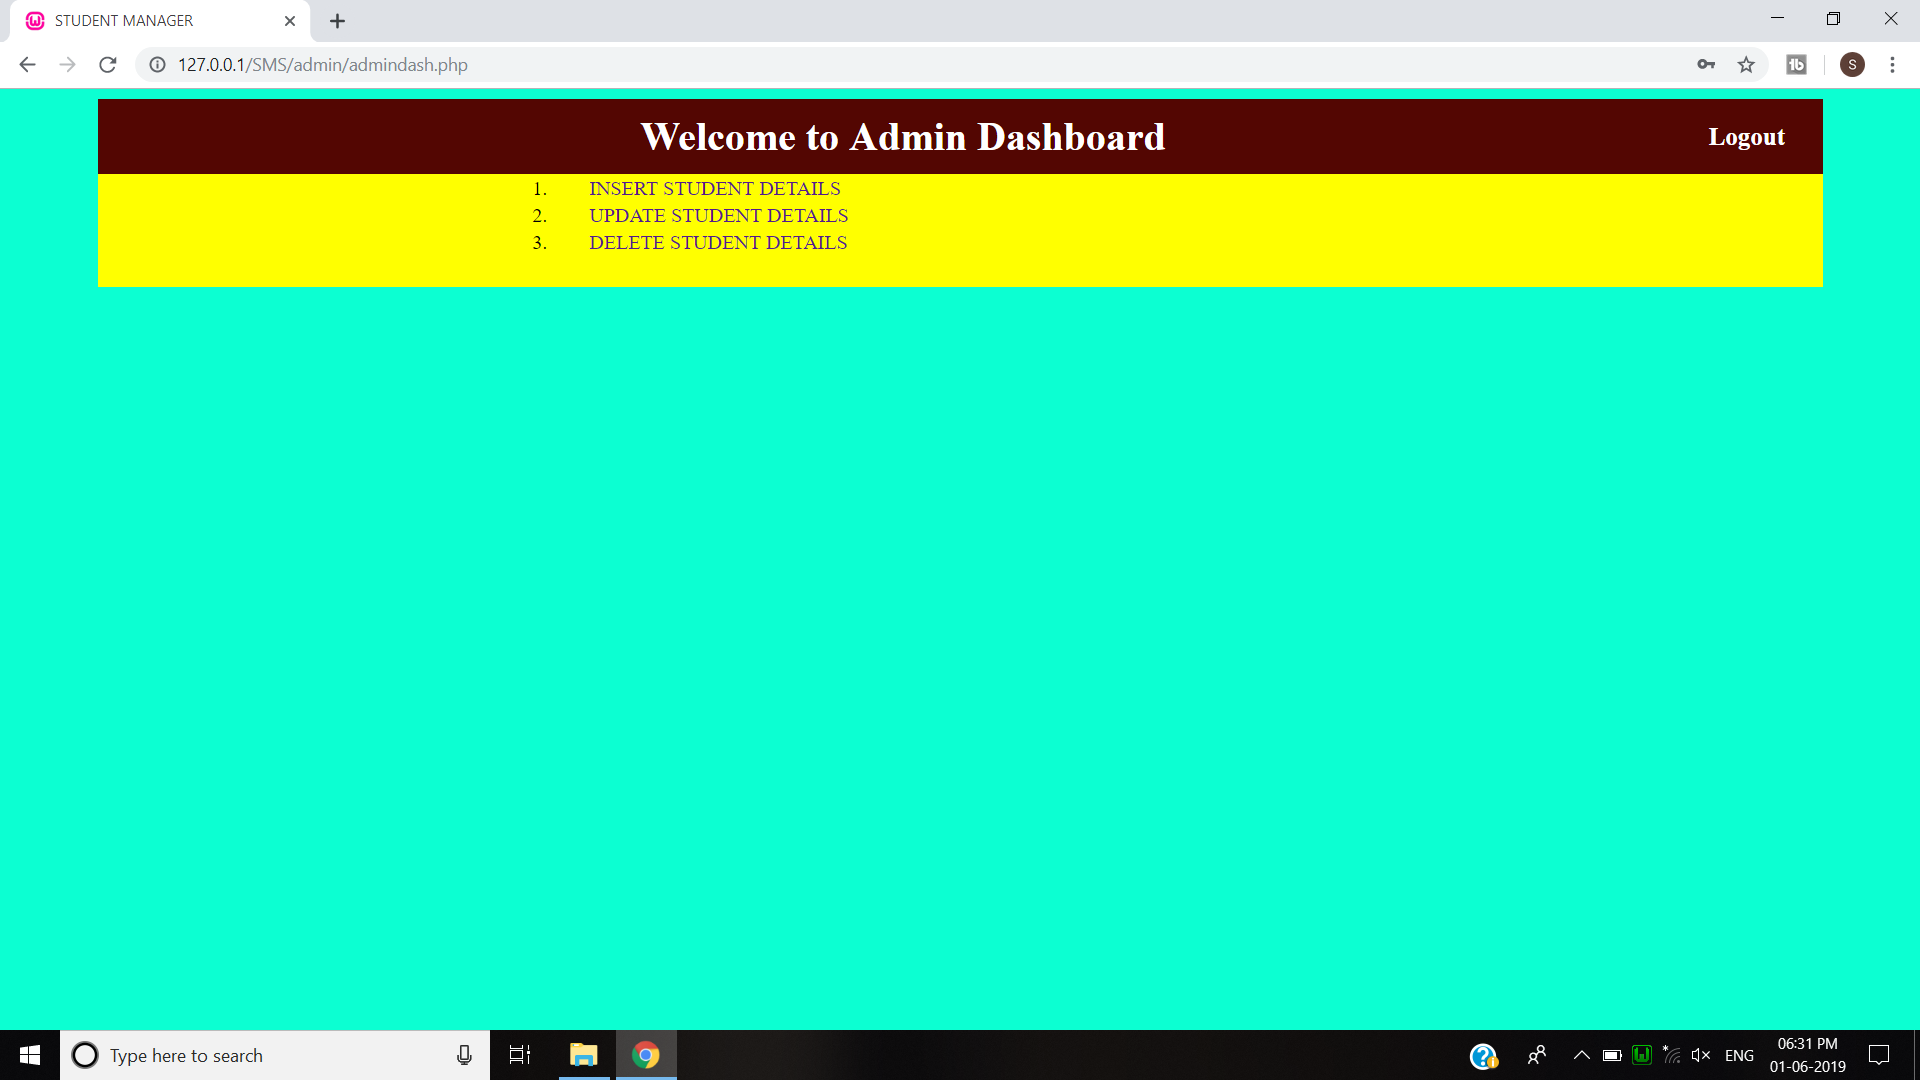 STUDENT MANAGER
127.0.0.1/SMS/admin/admindash.php
S
Welcome to Admin Dashboard
Logout
1. INSERT STUDENT DETAILS
2. UPDATE STUDENT DETAILS
3. DELETE STUDENT DETAILS
Type here to search
ENG
06:31 PM
01-06-2019